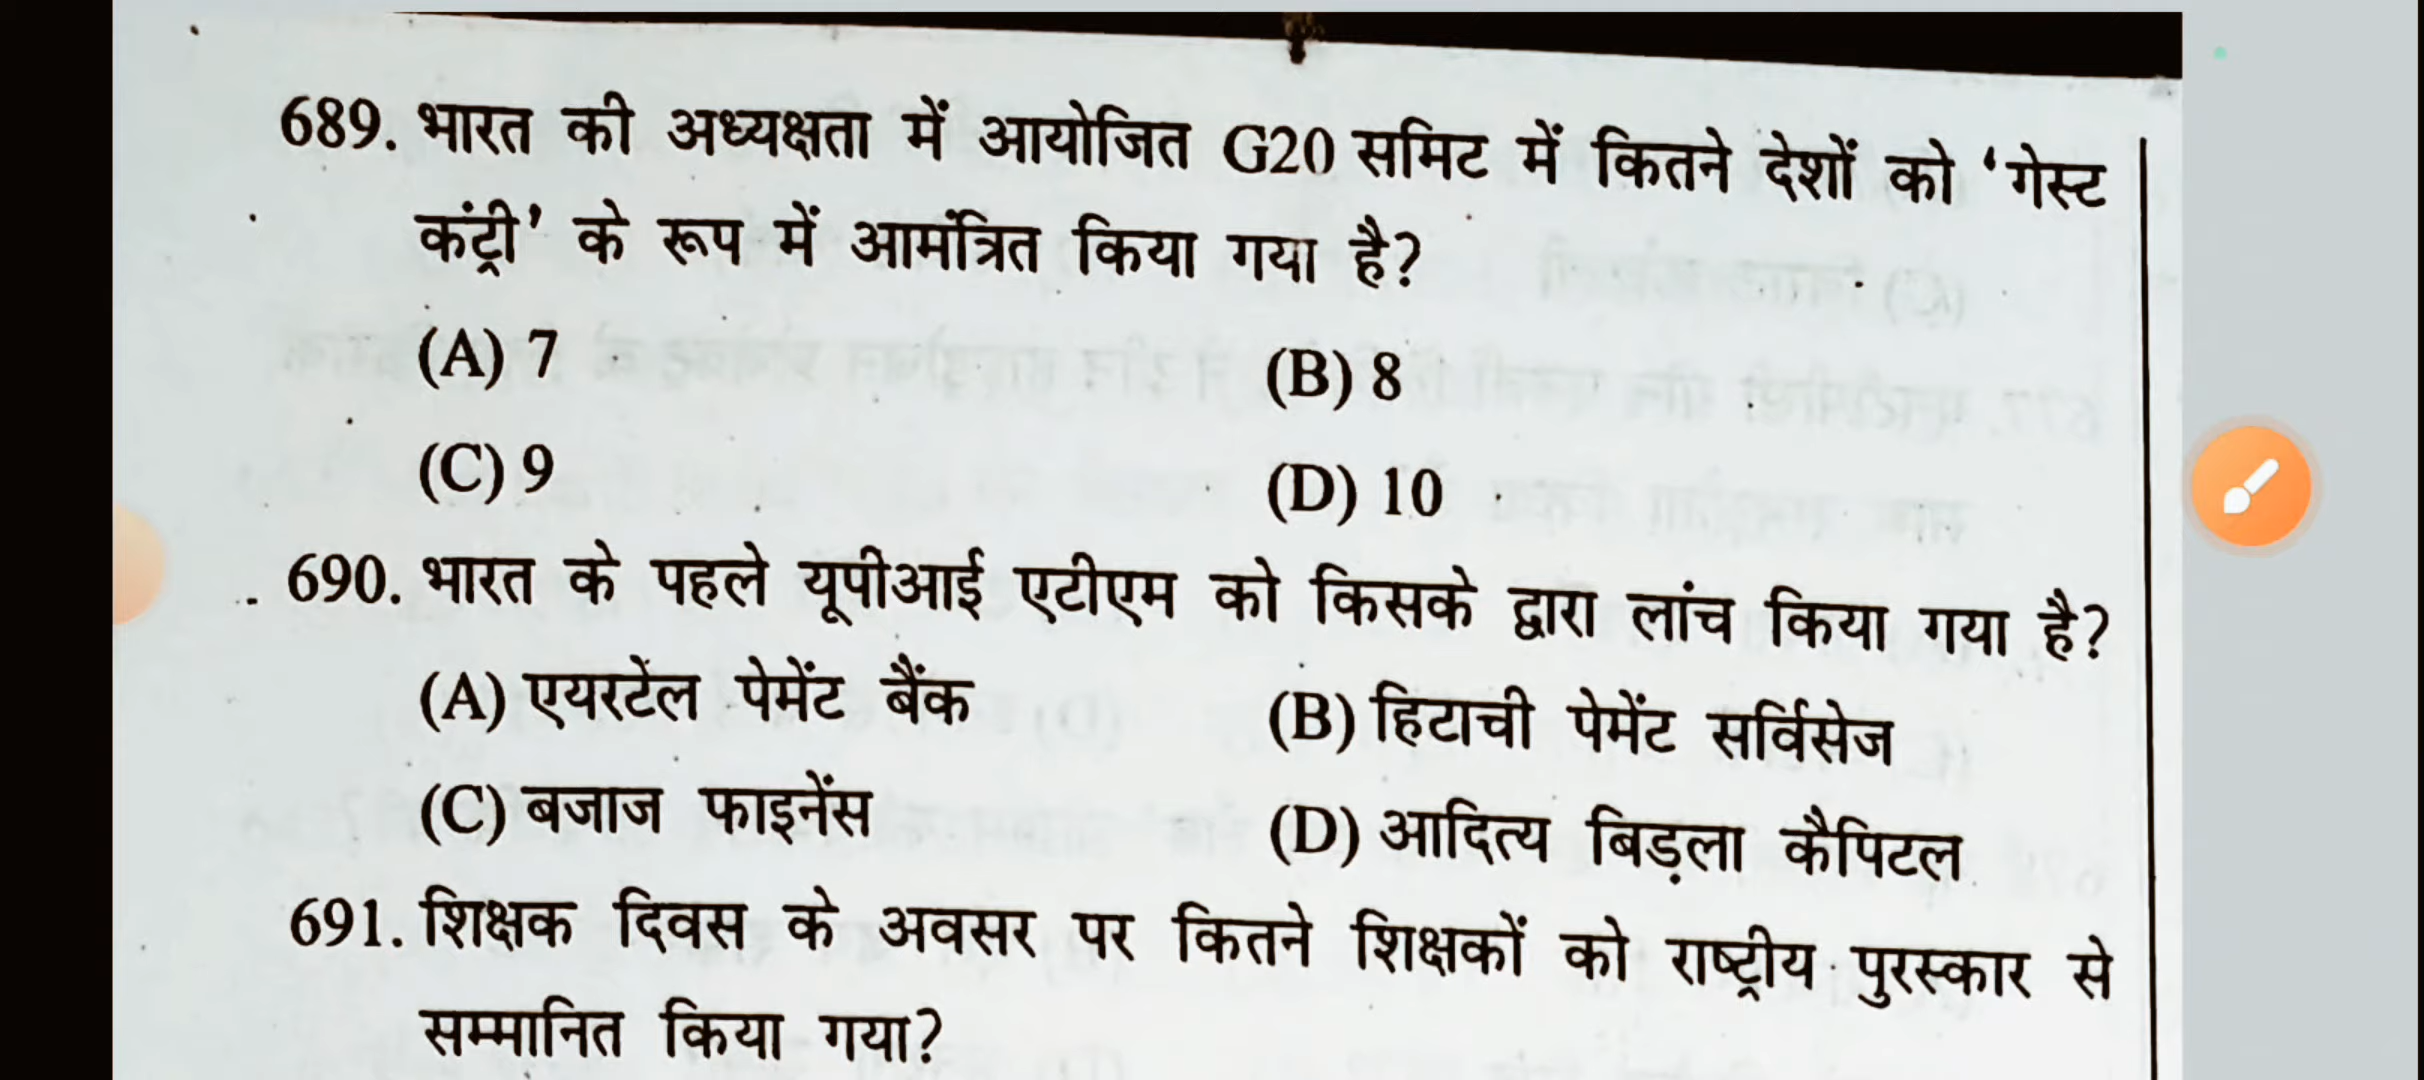 689. भारत की अध्यक्षता में आयोजित G20 समिट में कितने देशों को ‘गेस्ट
कंट्री’ के रूप में आमंत्रित किया गया है?
(A) 7 (B) 8
(C) 9 (D) 10
690. भारत के पहले यूपीआई एटीएम को किसके द्वारा लांच किया गया है?
(A) एयरटेल पेमेंट बैंक (B) हिटाची पेमेंट सर्विसेज
(C) बजाज फाइनेंस (D) आदित्य बिड़ला कैपिटल
691. शिक्षक दिवस के अवसर पर कितने शिक्षकों को राष्ट्रीय पुरस्कार से
सम्मानित किया गया?